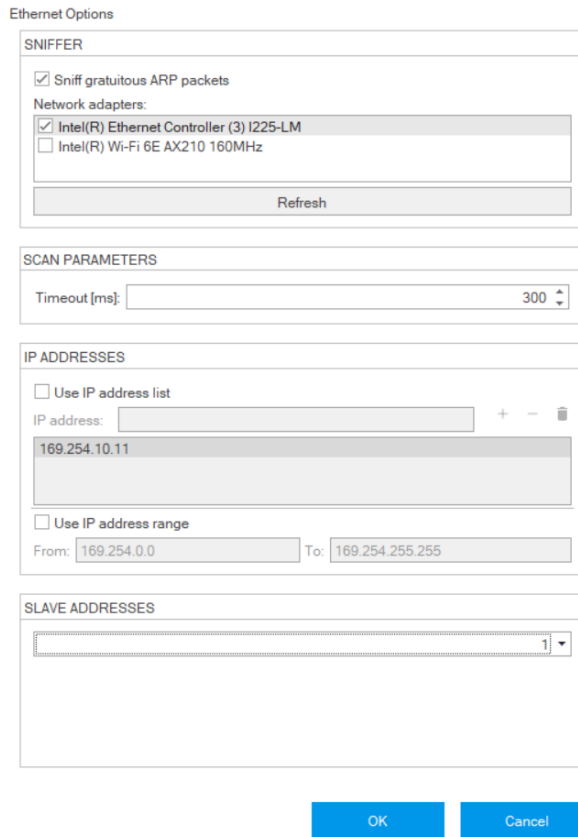 Ethernet Options
SNIFFER
Sniff gratuitous ARP packets
Network adapters:
Intel(R) Ethernet Controller (3) I225-LM
Intel(R) Wi-Fi 6E AX210 160MHz
Refresh
SCAN PARAMETERS
Timeout [ms]: 300
IP ADDRESSES
Use IP address list
IP address:
169.254.10.11
Use IP address range
From: 169.254.0.0 To: 169.254.255.255
SLAVE ADDRESSES
1
OK Cancel